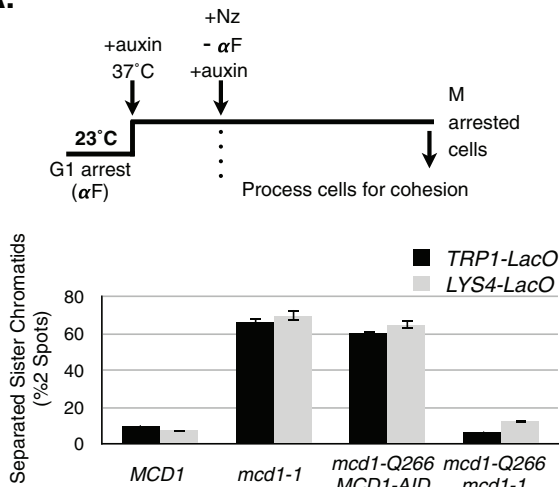 A.
+Nz
+auxin - αF
37˚C +auxin
M
23˚C arrested
G1 arrest cells
(αF)
Process cells for cohesion
TRP1-LacO
LYS4-LacO
Separated Sister Chromatids
(%2 Spots)
80
60
40
20
0
MCD1
mcd1-1
mcd1-Q266
MCD1-AID
mcd1-Q266
mcd1-1